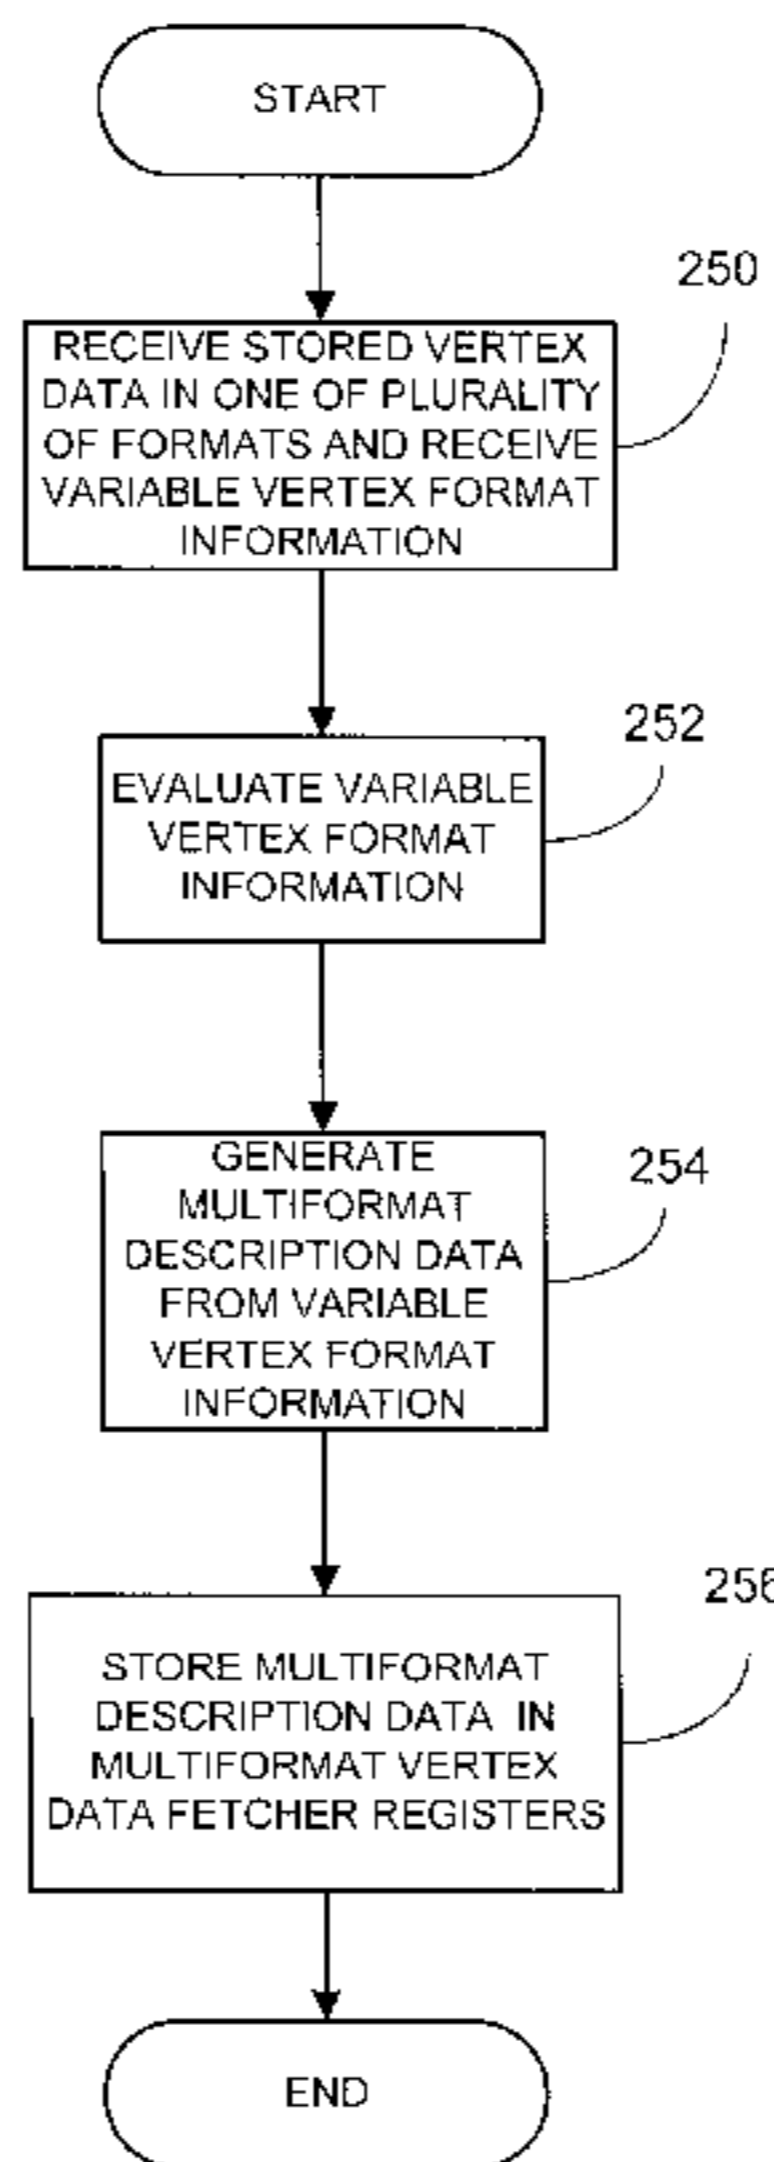 START
250
RECEIVE STORED VERTEX
DATA IN ONE OF PLURALITY
OF FORMATS AND RECEIVE
VARIABLE VERTEX FORMAT
INFORMATION
252
EVALUATE VARIABLE
VERTEX FORMAT
INFORMATION
254
GENERATE
MULTIFORMAT
DESCRIPTION DATA
FROM VARIABLE
VERTEX FORMAT
INFORMATION
256
STORE MULTIFORMAT
DESCRIPTION DATA IN
MULTIFORMAT VERTEX
DATA FETCHER REGISTERS
END